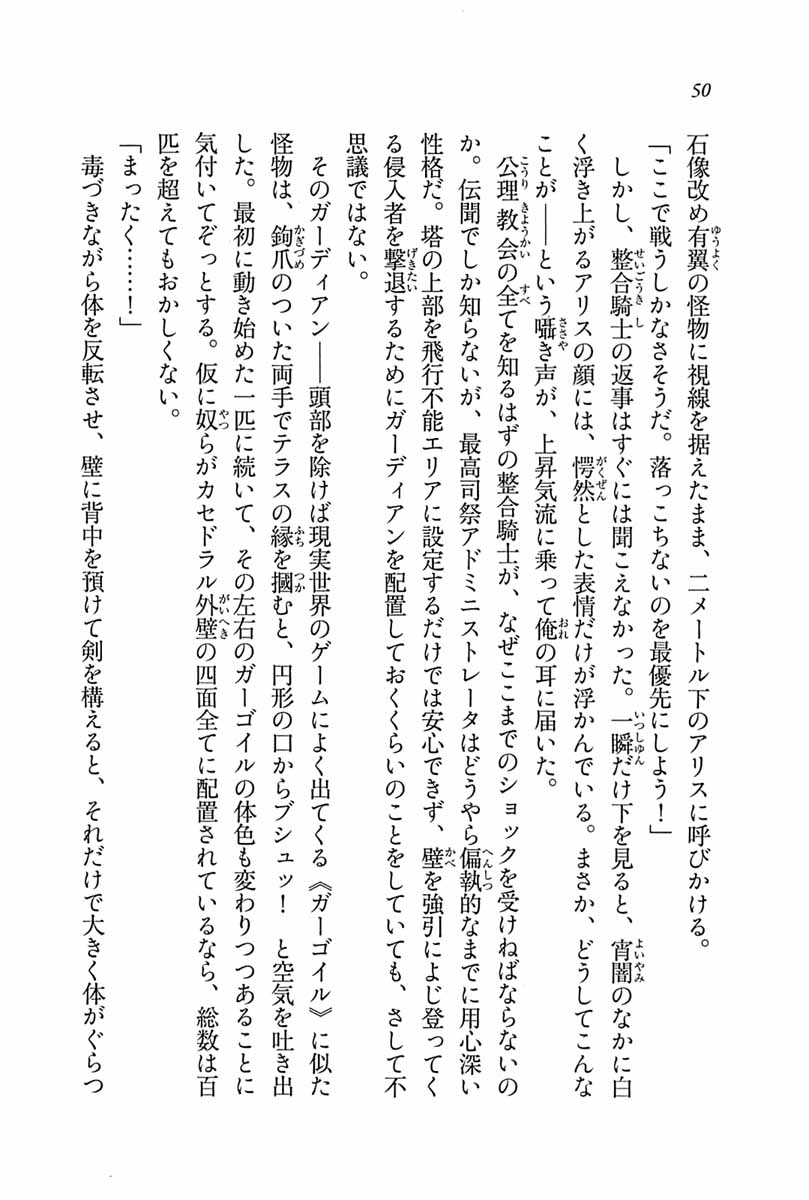 50
石像改め有翼の怪物に視線を据えたまま、二メートル下のアリスに呼びかける。
「ここで戦うしかなさそうだ。落っこちないのを最優先にしよう！」
しかし、整合騎士の返事はすぐには聞こえなかった。一瞬だけ下を見ると、宵闇のなかに白
く浮き上がるアリスの顔には、愕然とした表情だけが浮かんでいる。まさか、どうしてこんな
ことが――という囁き声が、上昇気流に乗って俺の耳に届いた。
公理教会の全てを知るはずの整合騎士が、なぜここまでのショックを受けねばならないの
か。伝聞でしか知らないが、最高司祭アドミニストレータはどうやら偏執的なまでに用心深い
性格だ。塔の上部を飛行不能エリアに設定するだけでは安心できず、壁を強引によじ登ってく
る侵入者を撃退するためにガーディアンを配置しておくくらいのことをしていても、さして不
思議ではない。
そのガーディアン――頭部を除けば現実世界のゲームによく出てくる《ガーゴイル》に似た
怪物は、鉤爪のついた両手でテラスの縁を摑むと、円形の口からブシュッ！　と空気を吐き出
した。最初に動き始めた一匹に続いて、その左右のガーゴイルの体色も変わりつつあることに
気付いてぞっとする。仮に奴らがカセドラル外壁の四面全てに配置されているなら、総数は百
匹を超えてもおかしくない。
「まったく……！」
毒づきながら体を反転させ、壁に背中を預けて剣を構えると、それだけで大きく体がぐらつ